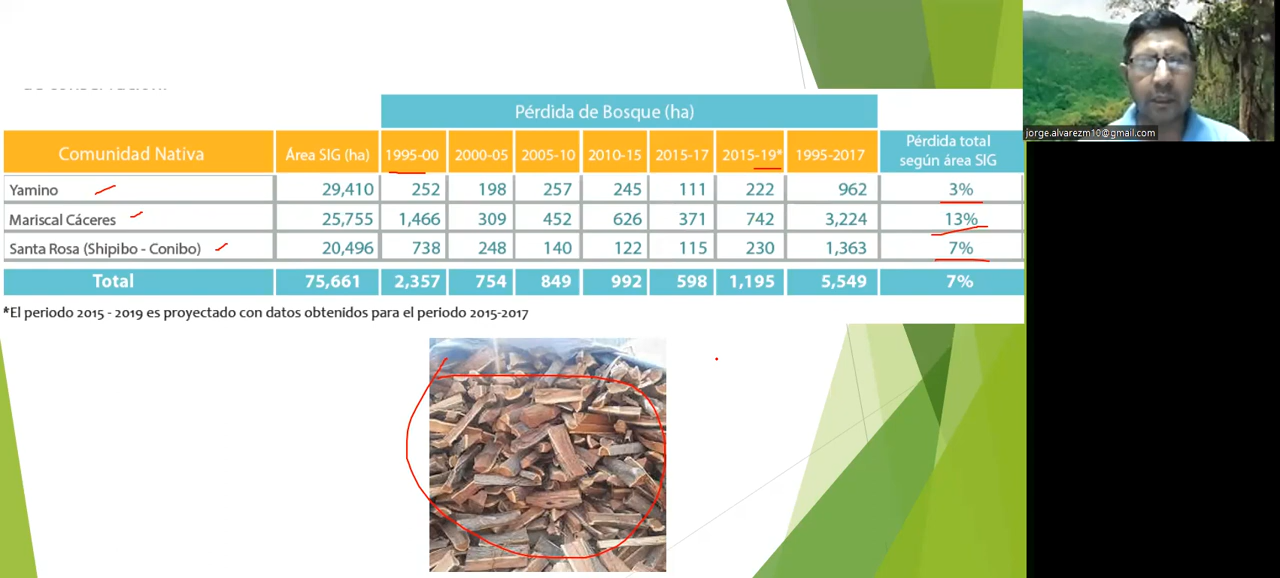 Pérdida de Bosque (ha)
Comunidad Nativa Área SIG (ha) 1995-00 2000-05 2005-10 2010-15 2015-17 2015-19* 1995-2017 Pérdida total
según área SIG
Yamino 29,410 252 198 257 245 111 222 962 3%
Mariscal Cáceres 25,755 1,466 309 452 626 371 742 3,224 13%
Santa Rosa (Shipibo - Conibo) 20,496 738 248 140 122 115 230 1,363 7%
Total 75,661 2,357 754 849 992 598 1,195 5,549 7%
*El periodo 2015 - 2019 es proyectado con datos obtenidos para el periodo 2015-2017
jorge.alvarezm10@gmail.com